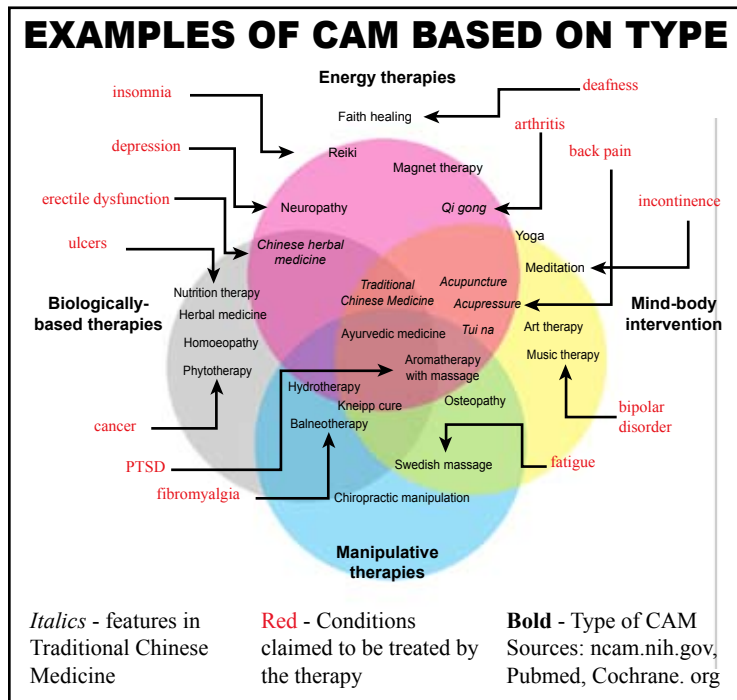 EXAMPLES OF CAM BASED ON TYPE
Energy therapies
insomnia
deafness
Faith healing
arthritis
depression
Reiki
back pain
Magnet therapy
erectile dysfunction
Neuropathy
Qi gong
incontinence
ulcers
Chinese herbal
medicine
Yoga
Meditation
Biologically-
based therapies
Nutrition therapy
Herbal medicine
Homoeopathy
Phytotherapy
Traditional
Chinese Medicine
Acupuncture
Acupressure
Tui na
Mind-body
intervention
Art therapy
Music therapy
Ayurvedic medicine
Aromatherapy
with massage
Hydrotherapy
Kneipp cure
Balneotherapy
Osteopathy
cancer
bipolar
disorder
PTSD
Swedish massage
fatigue
fibromyalgia
Chiropractic manipulation
Manipulative
therapies
Italics - features in
Traditional Chinese
Medicine
Red - Conditions
claimed to be treated by
the therapy
Bold - Type of CAM
Sources: ncam.nih.gov,
Pubmed, Cochrane. org